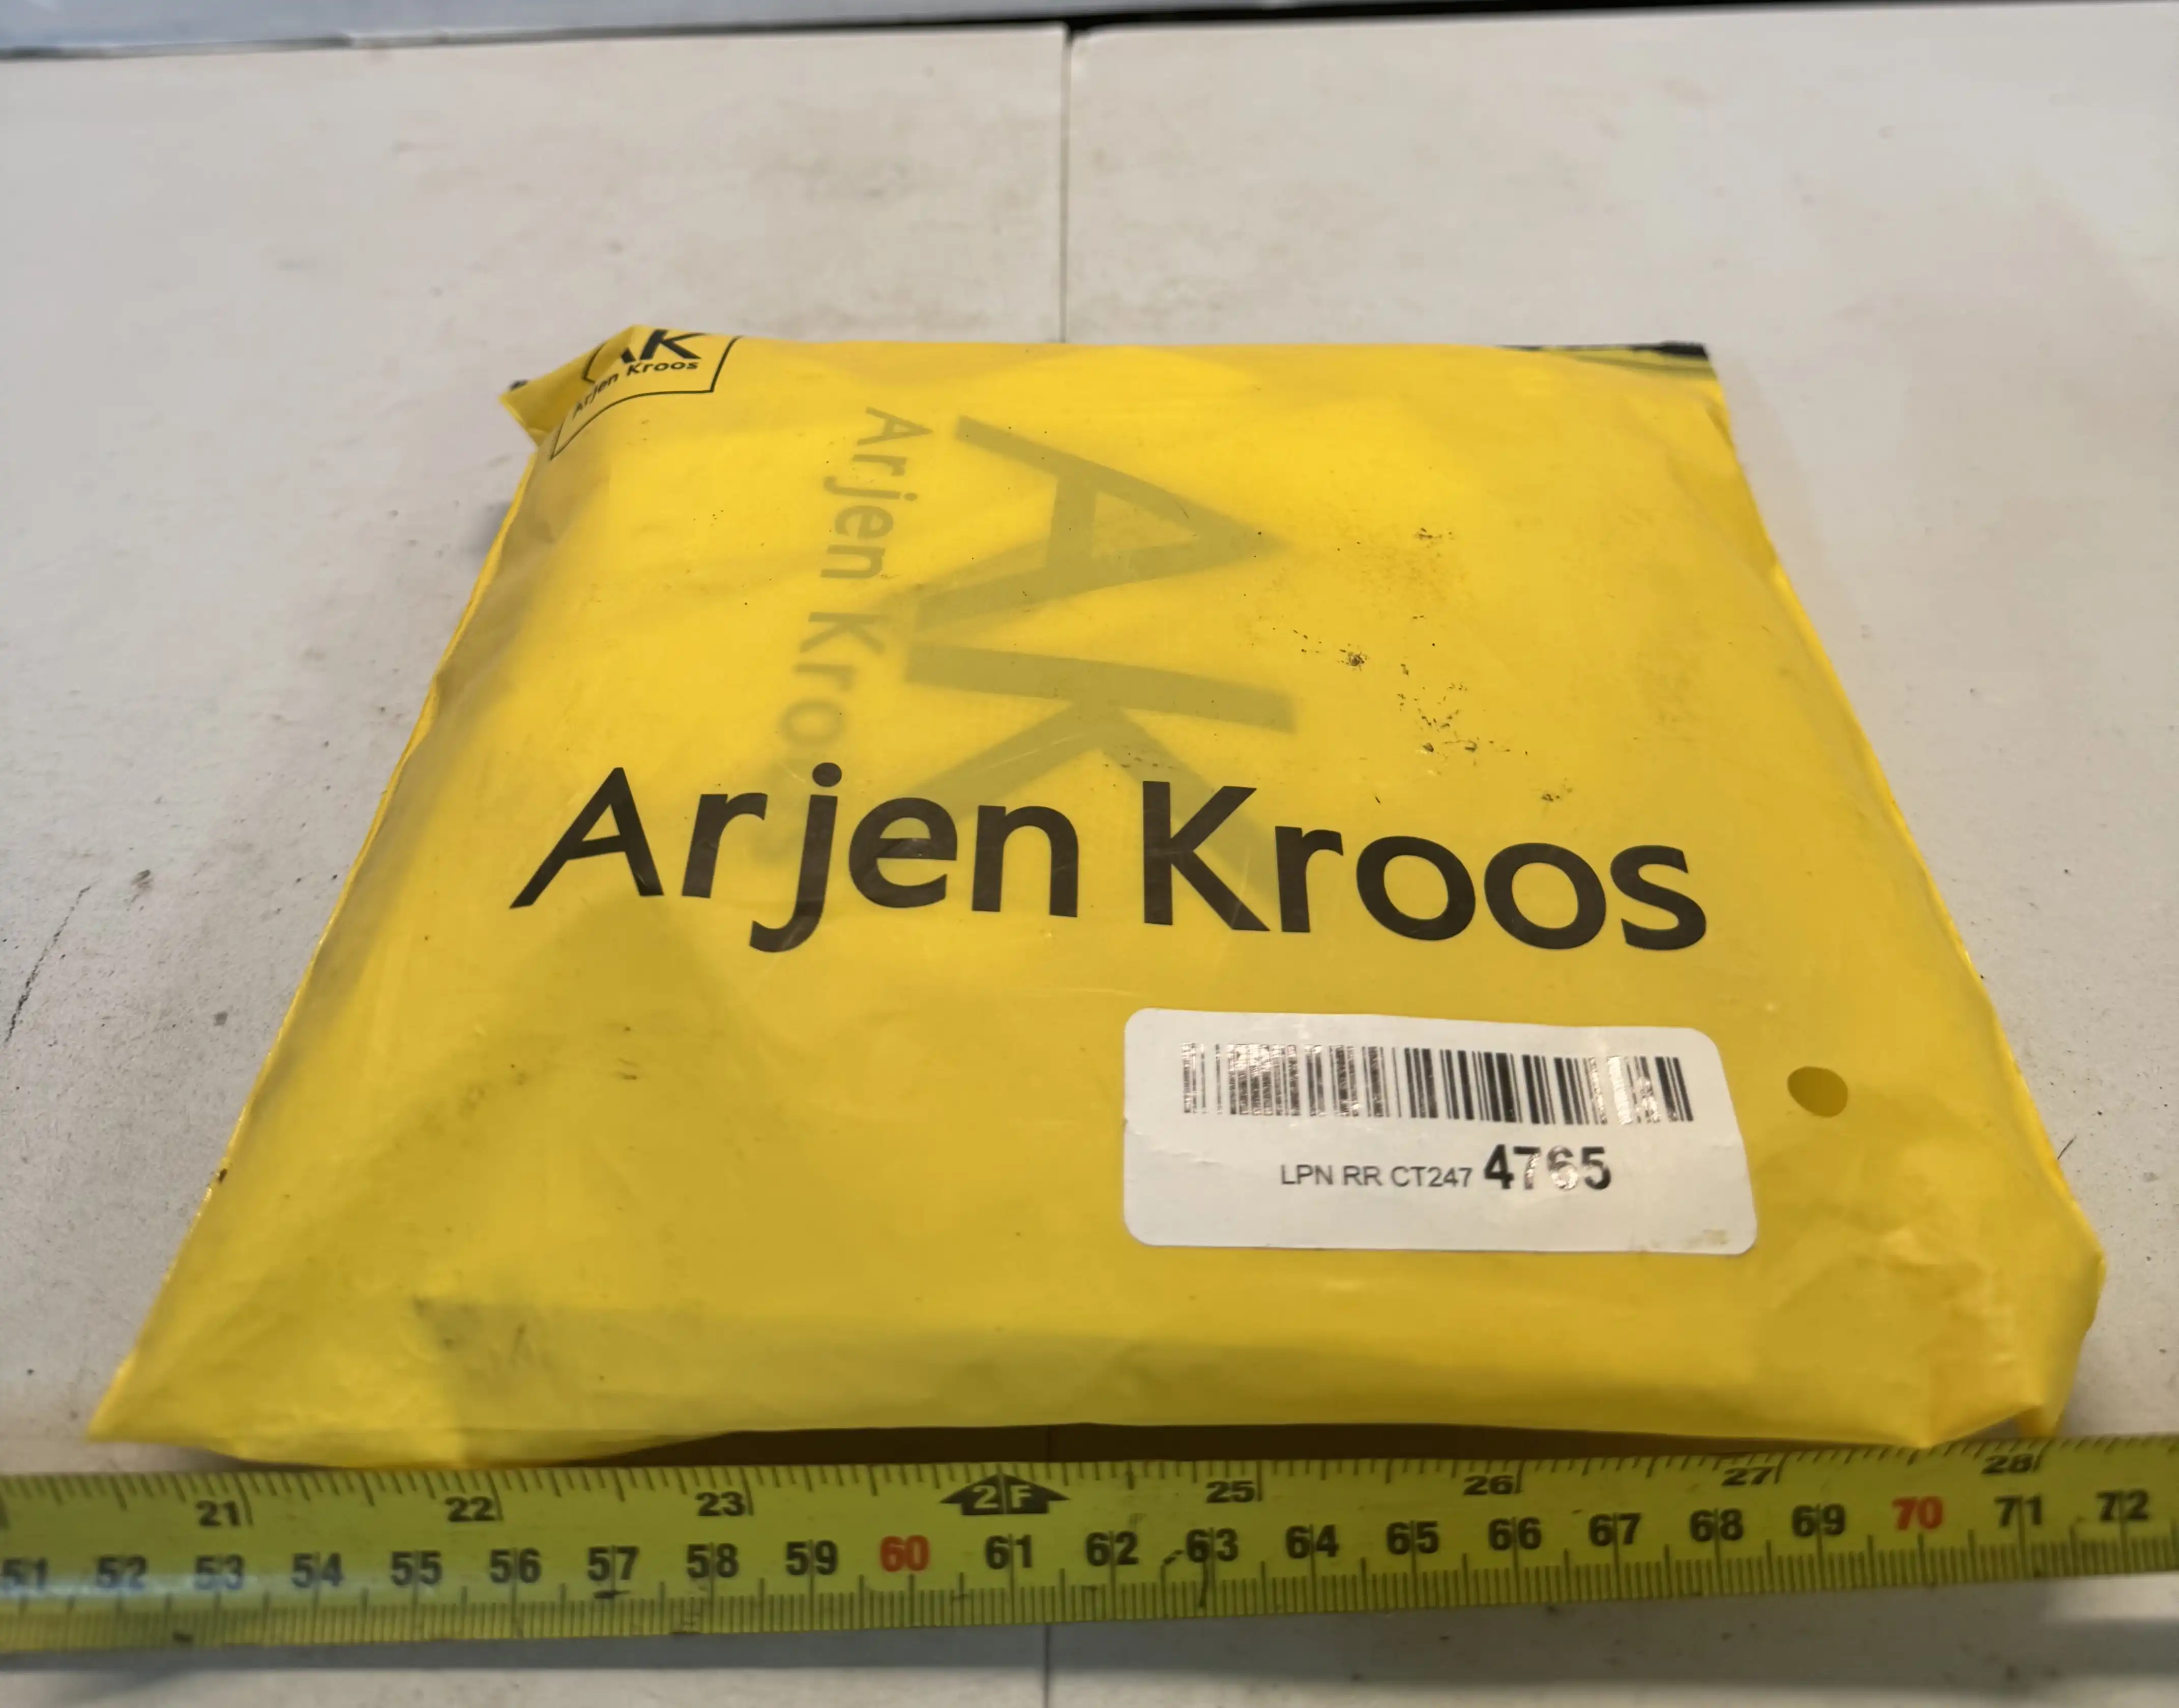 AK
Arjen Kroos
AK
Arjen Kroos
Arjen Kroos
LPN RR CT247 4765
21 22 23 2F 25 26 27 28
51 52 53 54 55 56 57 58 59 60 61 62 63 64 65 66 67 68 69 70 71 72